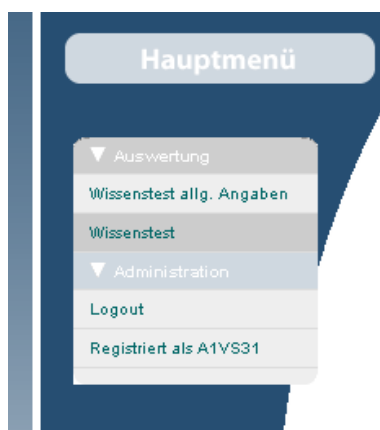 Hauptmenü
Auswertung
Wissenstest allg. Angaben
Wissenstest
Administration
Logout
Registriert als A1VS31